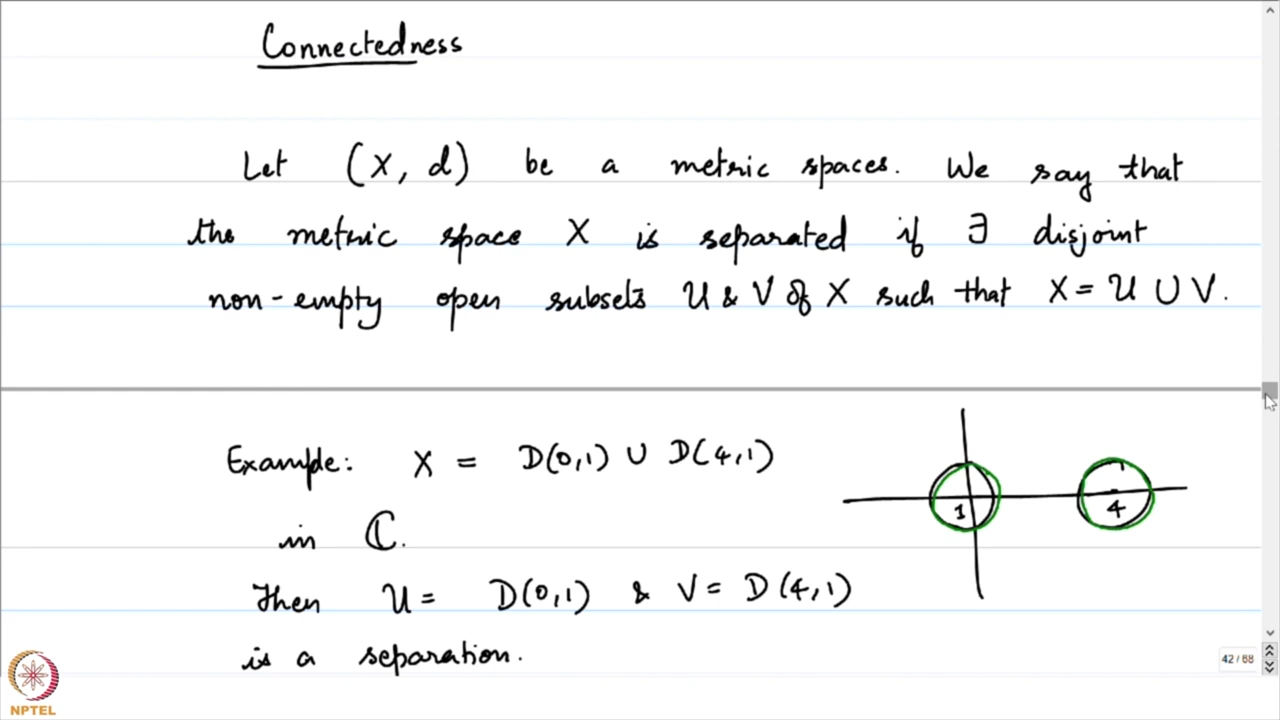 Connectedness
Let (X, d) be a metric spaces. We say that
the metric space X is separated if ∃ disjoint
non-empty open subsets U & V of X such that X = U ∪ V.
Example: X = D(0,1) ∪ D(4,1)
in ℂ.
1
4
Then U = D(0,1) & V = D(4,1)
is a separation.
42 / 68
NPTEL